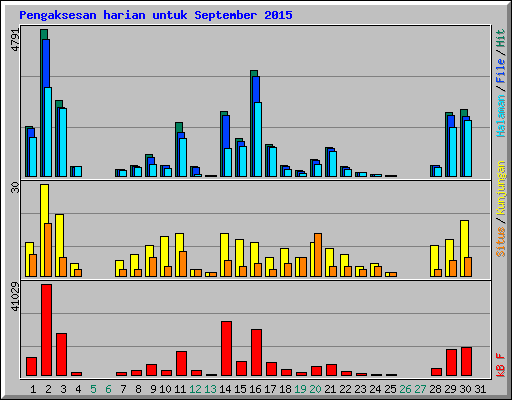 Pengaksesan harian untuk September 2015
4791
Halaman / File / Hit
30
Situs / Kunjungan
41029
kB F
1 2 3 4 5 6 7 8 9 10 11 12 13 14 15 16 17 18 19 20 21 22 23 24 25 26 27 28 29 30 31